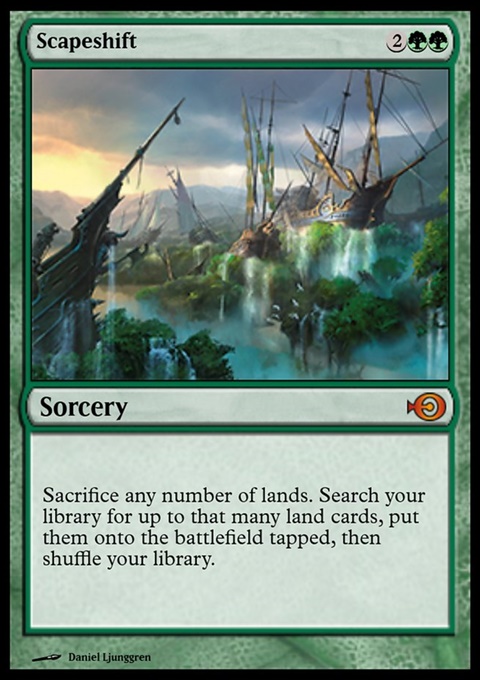 Scapeshift 2
Sorcery
Sacrifice any number of lands. Search your
library for up to that many land cards, put
them onto the battlefield tapped, then
shuffle your library.
Daniel Ljunggren